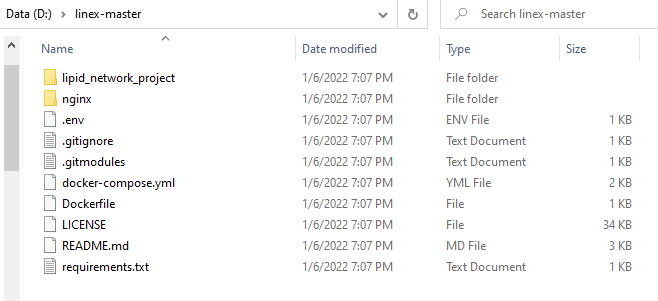 Data (D:) > linex-master
Search linex-master
Name Date modified Type Size
lipid_network_project 1/6/2022 7:07 PM File folder
nginx 1/6/2022 7:07 PM File folder
.env 1/6/2022 7:07 PM ENV File 1 KB
.gitignore 1/6/2022 7:07 PM Text Document 1 KB
.gitmodules 1/6/2022 7:07 PM Text Document 1 KB
docker-compose.yml 1/6/2022 7:07 PM YML File 2 KB
Dockerfile 1/6/2022 7:07 PM File 1 KB
LICENSE 1/6/2022 7:07 PM File 34 KB
README.md 1/6/2022 7:07 PM MD File 3 KB
requirements.txt 1/6/2022 7:07 PM Text Document 1 KB